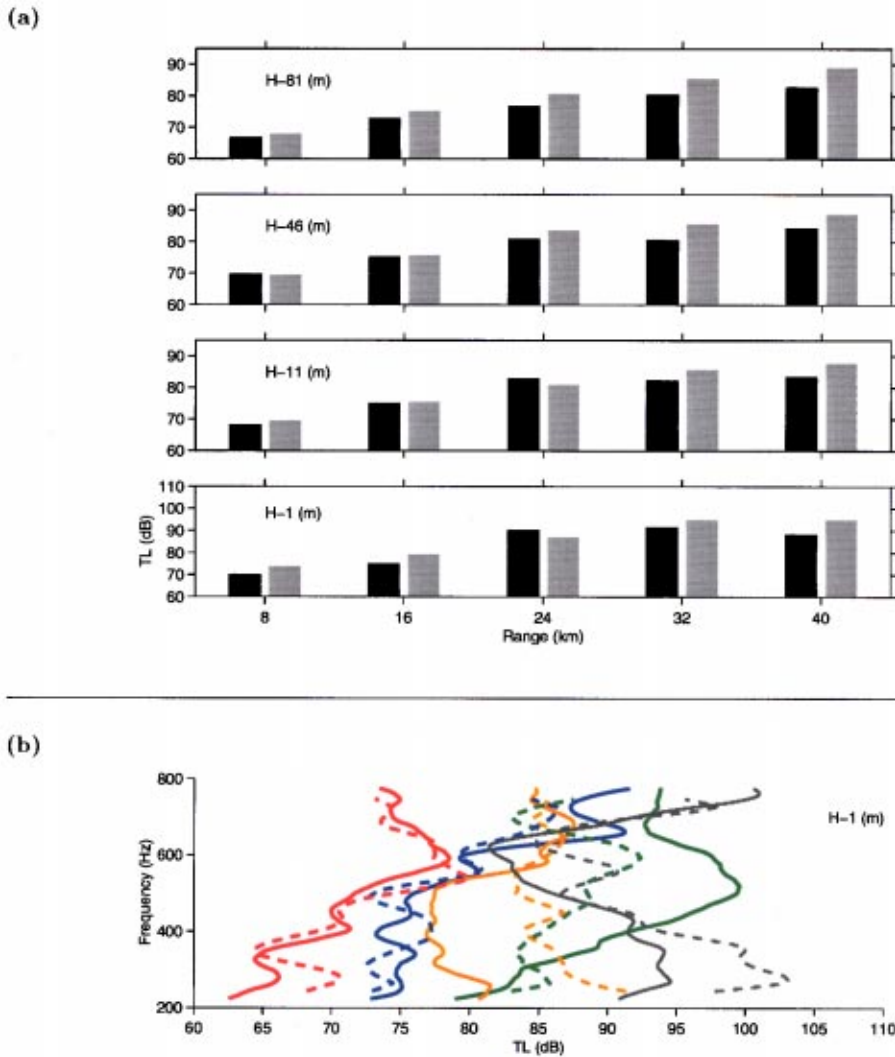 (a)
90
80
70
60
H-81 (m)
90
80
70
60
H-46 (m)
90
80
70
60
H-11 (m)
110
100
90
80
70
60
TL (dB)
H-1 (m)
8 16 24 32 40
Range (km)
(b)
800
600
400
200
Frequency (Hz)
H-1 (m)
60 65 70 75 80 85 90 95 100 105 110
TL (dB)